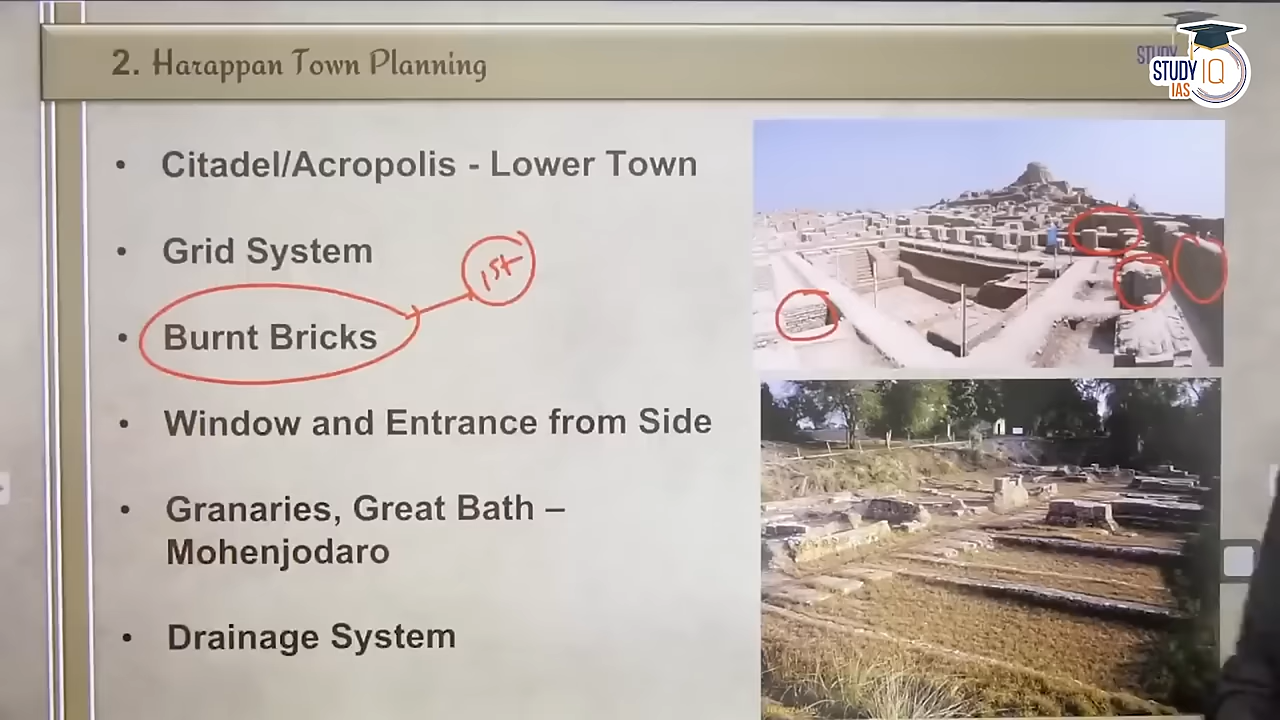 2. Harappan Town Planning
STUDY IQ
IAS
• Citadel/Acropolis - Lower Town
• Grid System
1st
• Burnt Bricks
• Window and Entrance from Side
• Granaries, Great Bath –
Mohenjodaro
• Drainage System